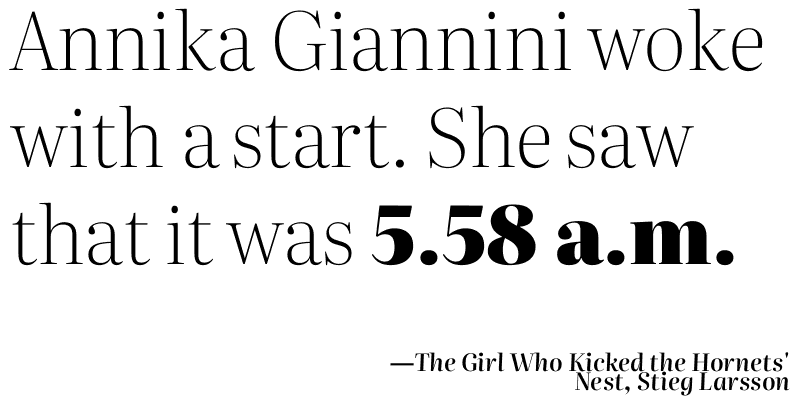 Annika Giannini woke
with a start. She saw
that it was 5.58 a.m.
—The Girl Who Kicked the Hornets'
Nest, Stieg Larsson